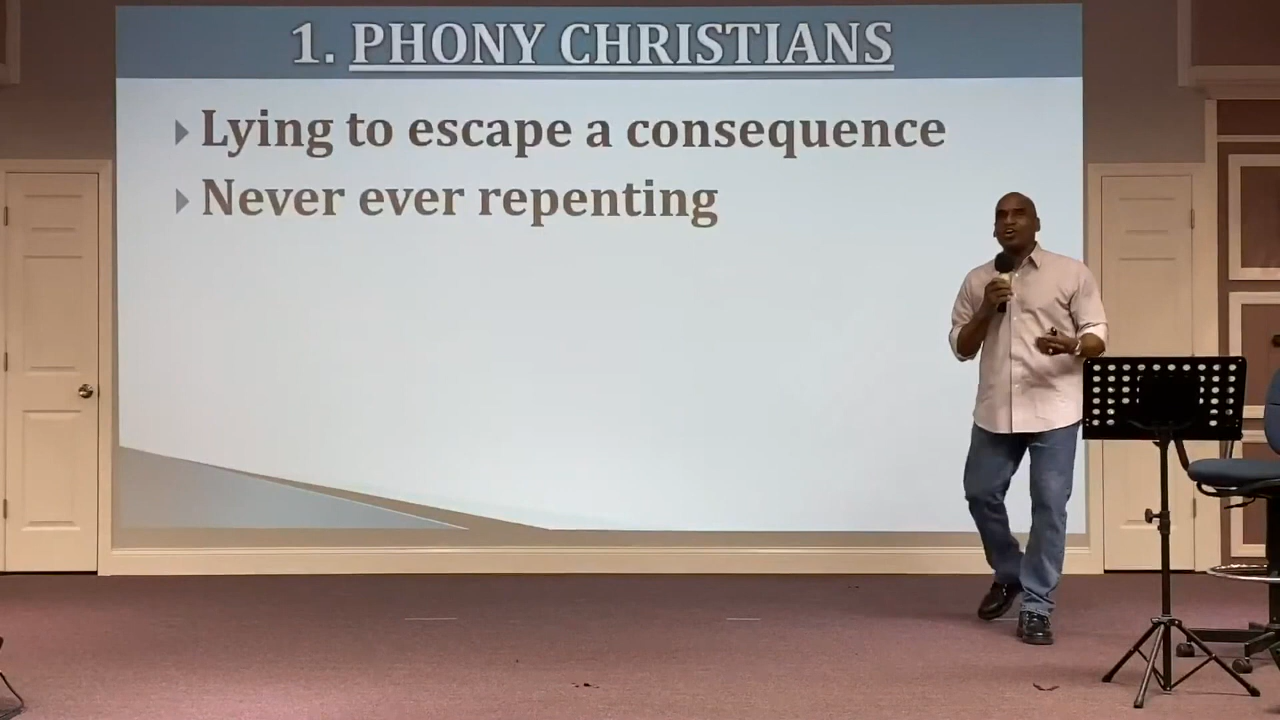 1. PHONY CHRISTIANS
Lying to escape a consequence
Never ever repenting